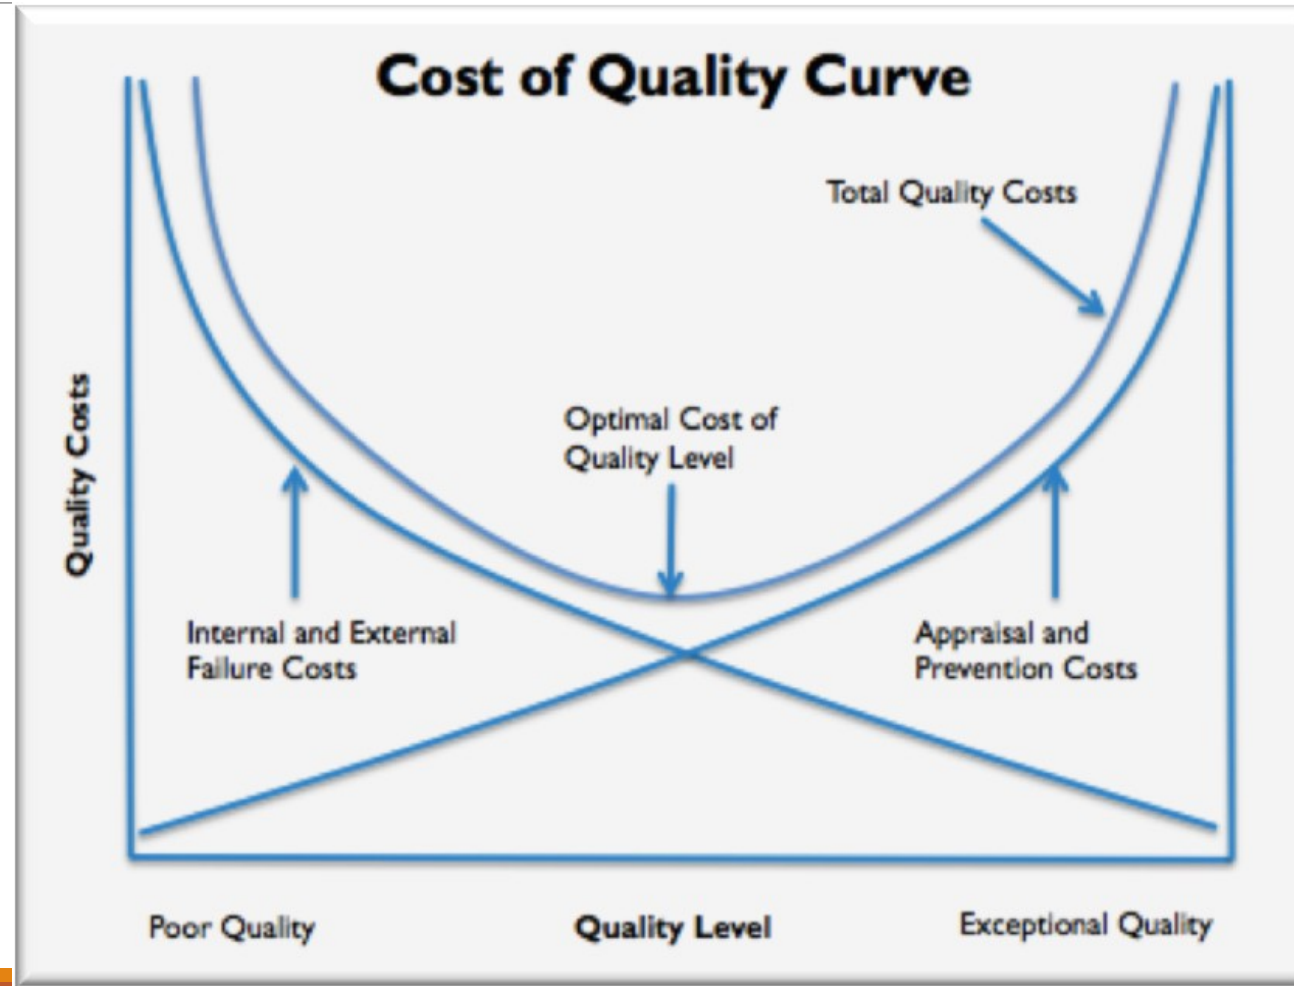 Cost of Quality Curve
Total Quality Costs
Optimal Cost of
Quality Level
Quality Costs
Internal and External
Failure Costs
Appraisal and
Prevention Costs
Poor Quality
Quality Level
Exceptional Quality